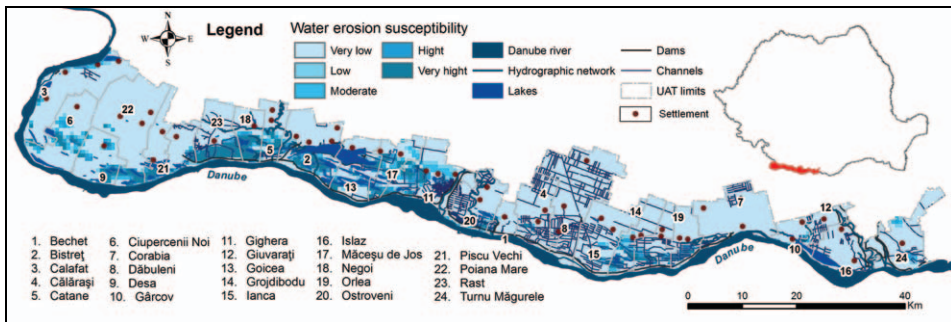 N
W E
S
Legend
Water erosion susceptibility
Very low
Low
Moderate
Hight
Very hight
Danube river
Hydrographic network
Lakes
Dams
Channels
UAT limits
Settlement
3
6
22
9
21
23
18
5
2
13
17
11
20
1
4
8
15
14
19
7
10
12
16
24
Danube
Danube
1. Bechet
2. Bistreţ
3. Calafat
4. Călăraşi
5. Catane
6. Ciupercenii Noi
7. Corabia
8. Dăbuleni
9. Desa
10. Gârcov
11. Gighera
12. Giuvaraţi
13. Goicea
14. Grojdibodu
15. Ianca
16. Islaz
17. Măceşu de Jos
18. Negoi
19. Orlea
20. Ostroveni
21. Piscu Vechi
22. Poiana Mare
23. Rast
24. Turnu Măgurele
0 10 20 40
Km